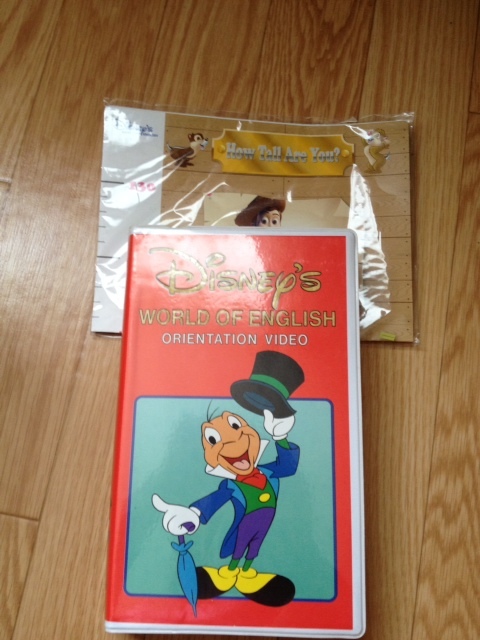 How Tall Are You?
DISNEY'S
WORLD OF ENGLISH
ORIENTATION VIDEO